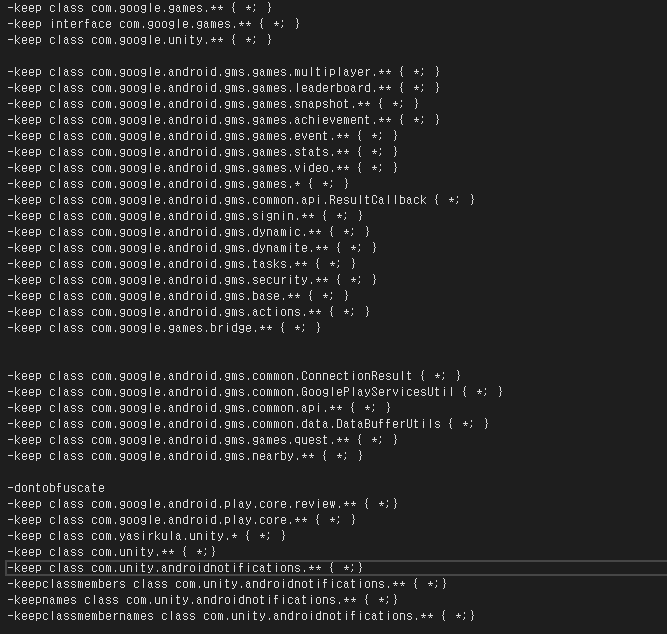 -keep class com.google.games.** { *; }
-keep interface com.google.games.** { *; }
-keep class com.google.unity.** { *; }
-keep class com.google.android.gms.games.multiplayer.** { *; }
-keep class com.google.android.gms.games.leaderboard.** { *; }
-keep class com.google.android.gms.games.snapshot.** { *; }
-keep class com.google.android.gms.games.achievement.** { *; }
-keep class com.google.android.gms.games.event.** { *; }
-keep class com.google.android.gms.games.stats.** { *; }
-keep class com.google.android.gms.games.video.** { *; }
-keep class com.google.android.gms.games.* { *; }
-keep class com.google.android.gms.common.api.ResultCallback { *; }
-keep class com.google.android.gms.signin.** { *; }
-keep class com.google.android.gms.dynamic.** { *; }
-keep class com.google.android.gms.dynamite.** { *; }
-keep class com.google.android.gms.tasks.** { *; }
-keep class com.google.android.gms.security.** { *; }
-keep class com.google.android.gms.base.** { *; }
-keep class com.google.android.gms.actions.** { *; }
-keep class com.google.games.bridge.** { *; }
-keep class com.google.android.gms.common.ConnectionResult { *; }
-keep class com.google.android.gms.common.GooglePlayServicesUtil { *; }
-keep class com.google.android.gms.common.api.** { *; }
-keep class com.google.android.gms.common.data.DataBufferUtils { *; }
-keep class com.google.android.gms.games.quest.** { *; }
-keep class com.google.android.gms.nearby.** { *; }
-dontobfuscate
-keep class com.google.android.play.core.review.** { *;}
-keep class com.google.android.play.core.** { *; }
-keep class com.yasirkula.unity.* { *; }
-keep class com.unity.** { *;}
-keep class com.unity.androidnotifications.** { *;}
-keepclassmembers class com.unity.androidnotifications.** { *;}
-keepnames class com.unity.androidnotifications.** { *;}
-keepclassmembernames class com.unity.androidnotifications.** { *;}